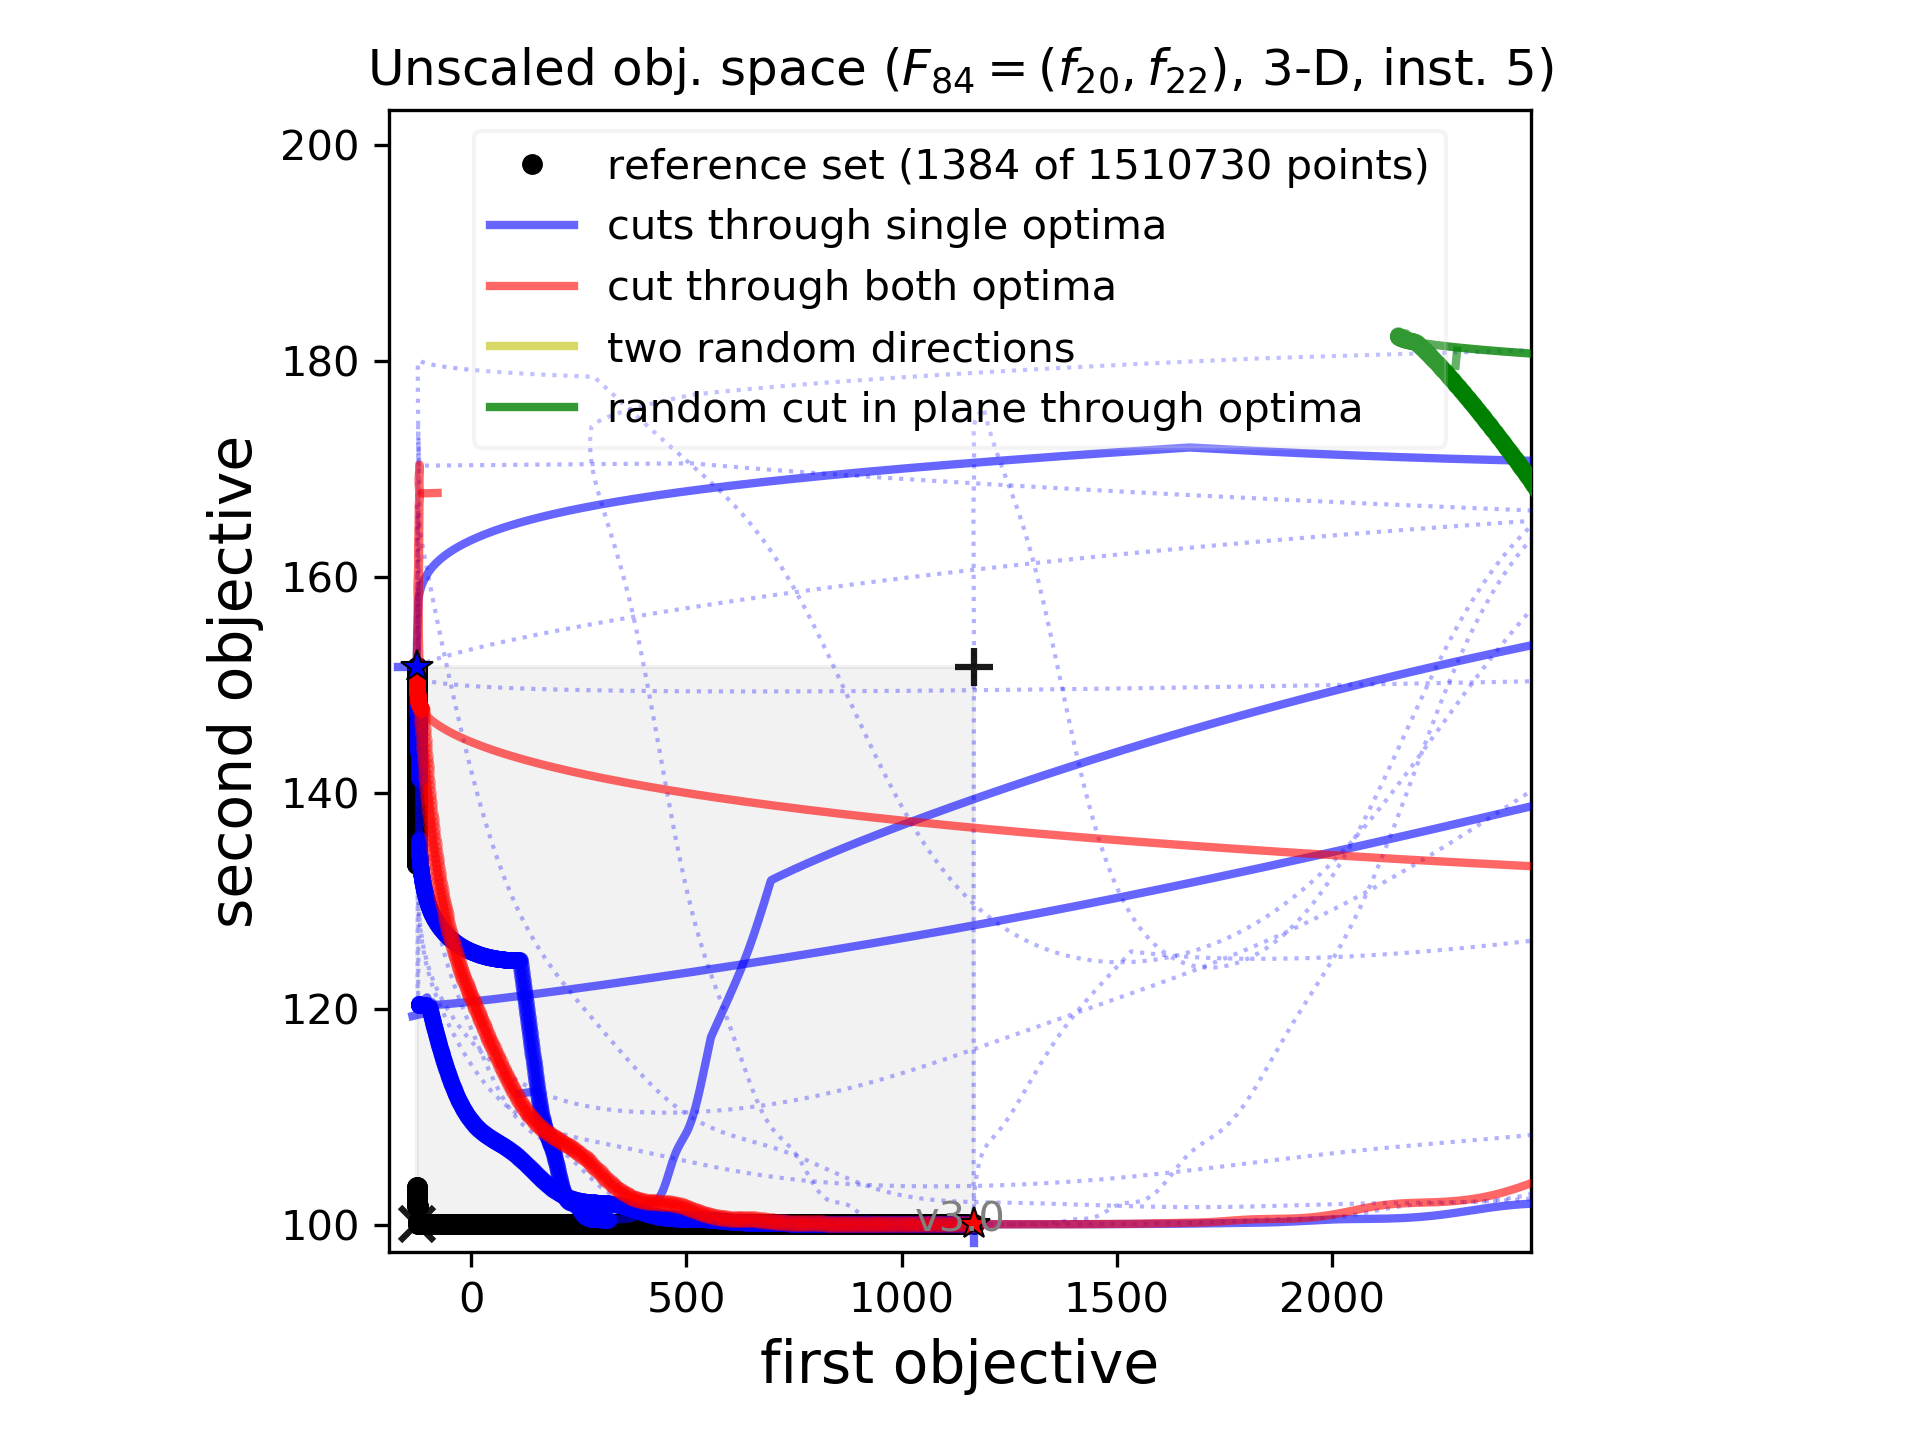 Unscaled obj. space (F84 = (f20, f22), 3-D, inst. 5)
reference set (1384 of 1510730 points)
cuts through single optima
cut through both optima
two random directions
random cut in plane through optima
200
180
160
140
120
100
second objective
v3.0
0 500 1000 1500 2000
first objective